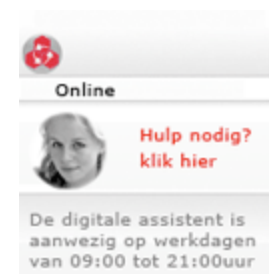 Online
Hulp nodig?
klik hier
De digitale assistent is
aanwezig op werkdagen
van 09:00 tot 21:00uur